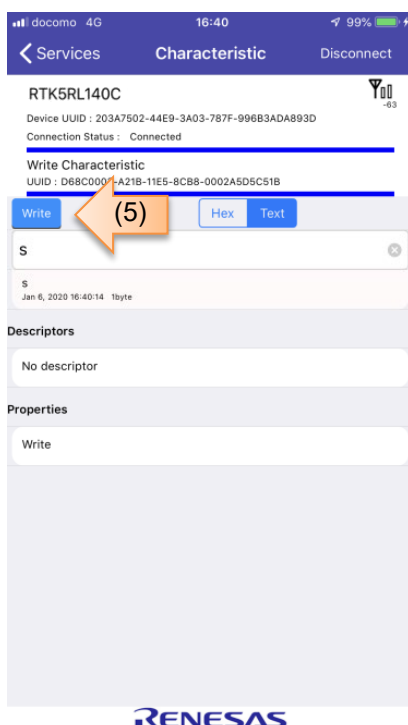 docomo 4G 16:40 99%
Services Characteristic Disconnect
RTK5RL140C
-63
Device UUID : 203A7502-44E9-3A03-787F-996B3ADA893D
Connection Status : Connected
Write Characteristic
UUID : D68C000 -A21B-11E5-8CB8-0002A5D5C51B
Write (5) Hex Text
S
S
Jan 6, 2020 16:40:14 1byte
Descriptors
No descriptor
Properties
Write
RENESAS